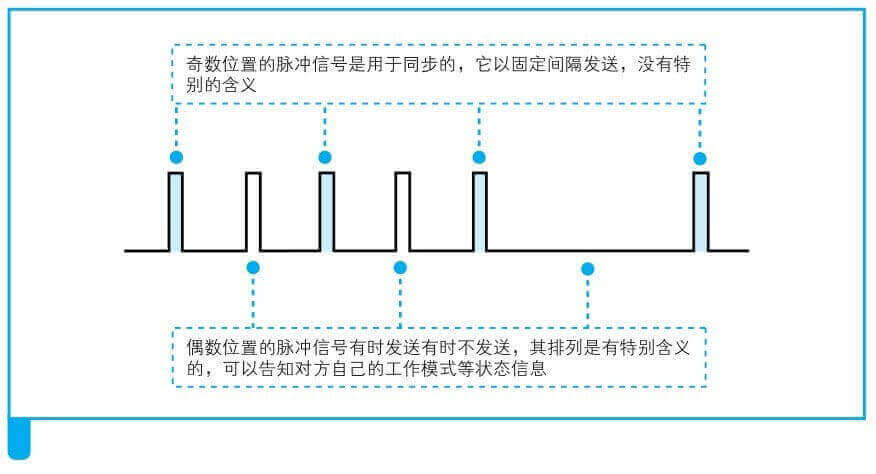 奇数位置的脉冲信号是用于同步的，它以固定间隔发送，没有特
别的含义
偶数位置的脉冲信号有时发送有时不发送，其排列是有特别含义
的，可以告知对方自己的工作模式等状态信息